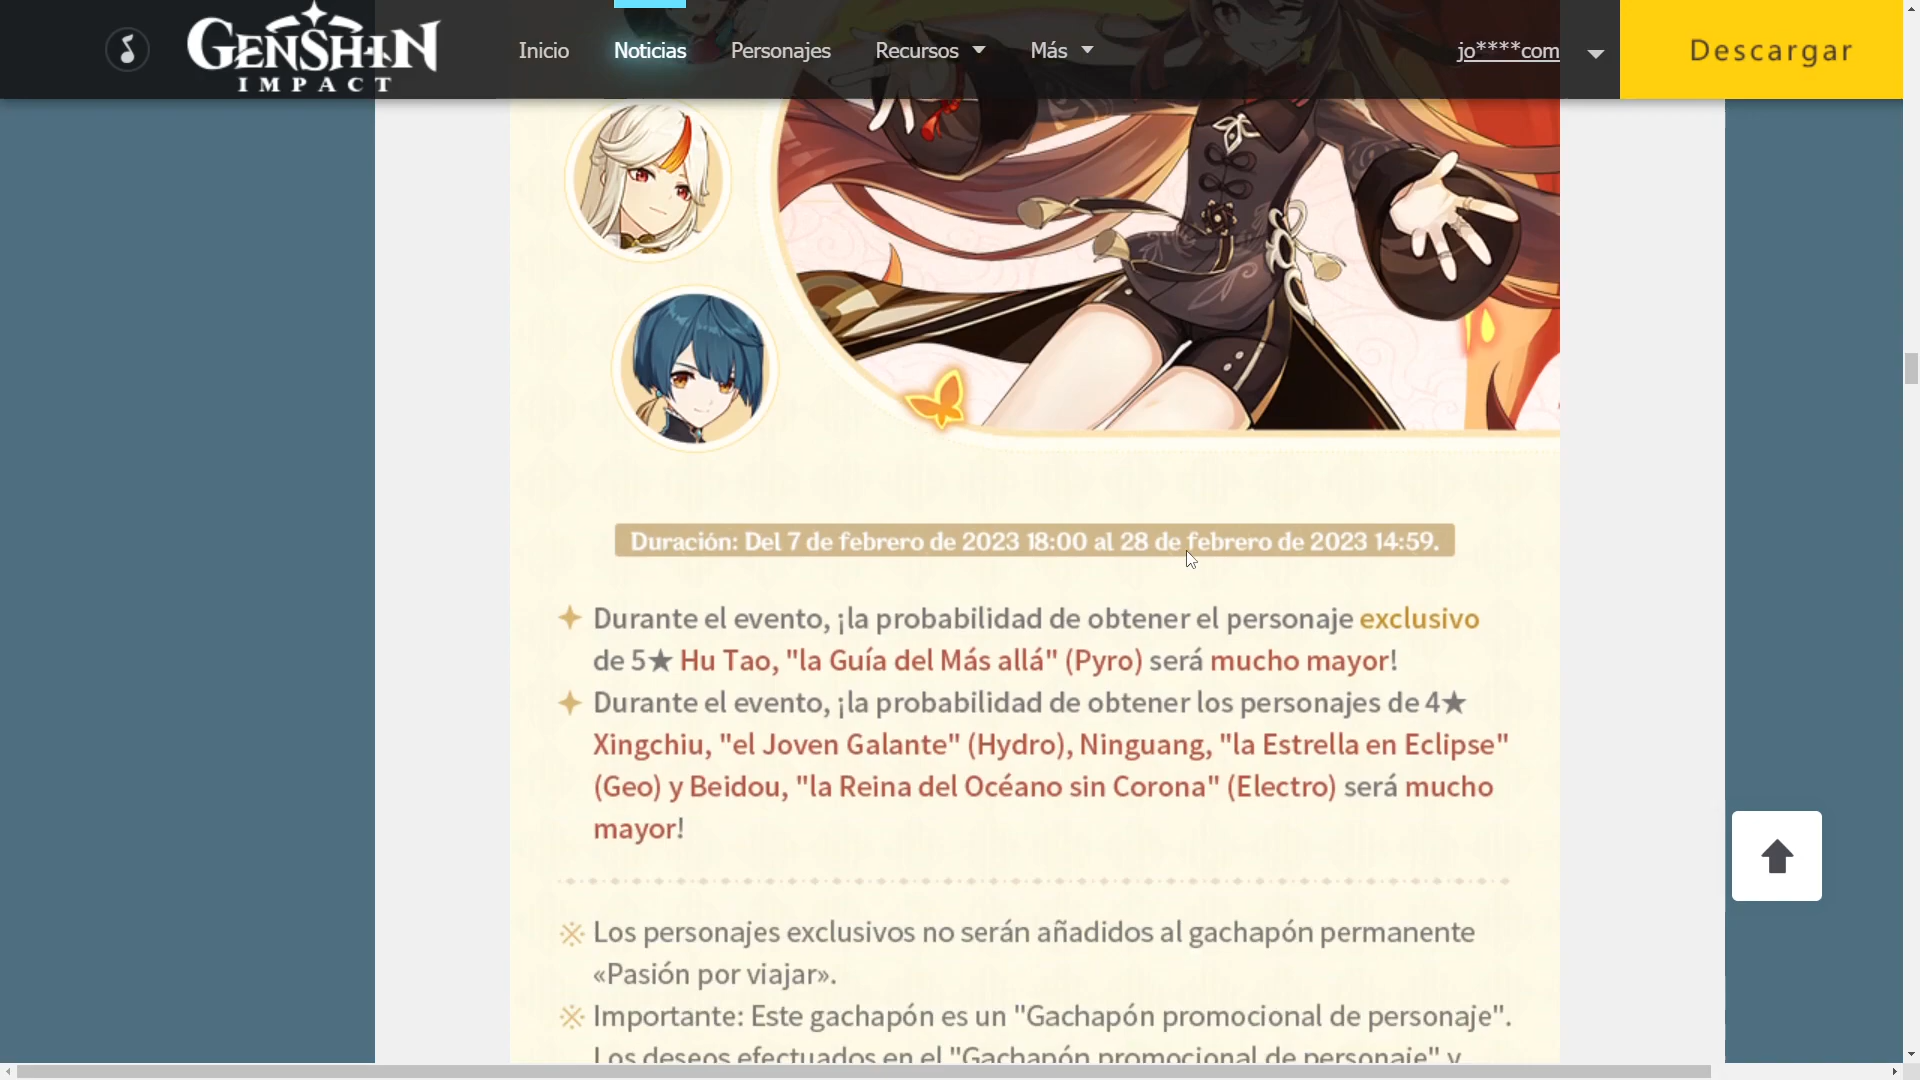 GENSHIN
IMPACT
Inicio
Noticias
Personajes
Recursos
Más
jo****com
Descargar
Duración: Del 7 de febrero de 2023 18:00 al 28 de febrero de 2023 14:59.
Durante el evento, ¡la probabilidad de obtener el personaje exclusivo
de 5★ Hu Tao, "la Guía del Más allá" (Pyro) será mucho mayor!
Durante el evento, ¡la probabilidad de obtener los personajes de 4★
Xingchiu, "el Joven Galante" (Hydro), Ninguang, "la Estrella en Eclipse"
(Geo) y Beidou, "la Reina del Océano sin Corona" (Electro) será mucho
mayor!
※ Los personajes exclusivos no serán añadidos al gachapón permanente
«Pasión por viajar».
※ Importante: Este gachapón es un "Gachapón promocional de personaje".
Los deseos efectuados en el "Gachapón promocional de personaje" y